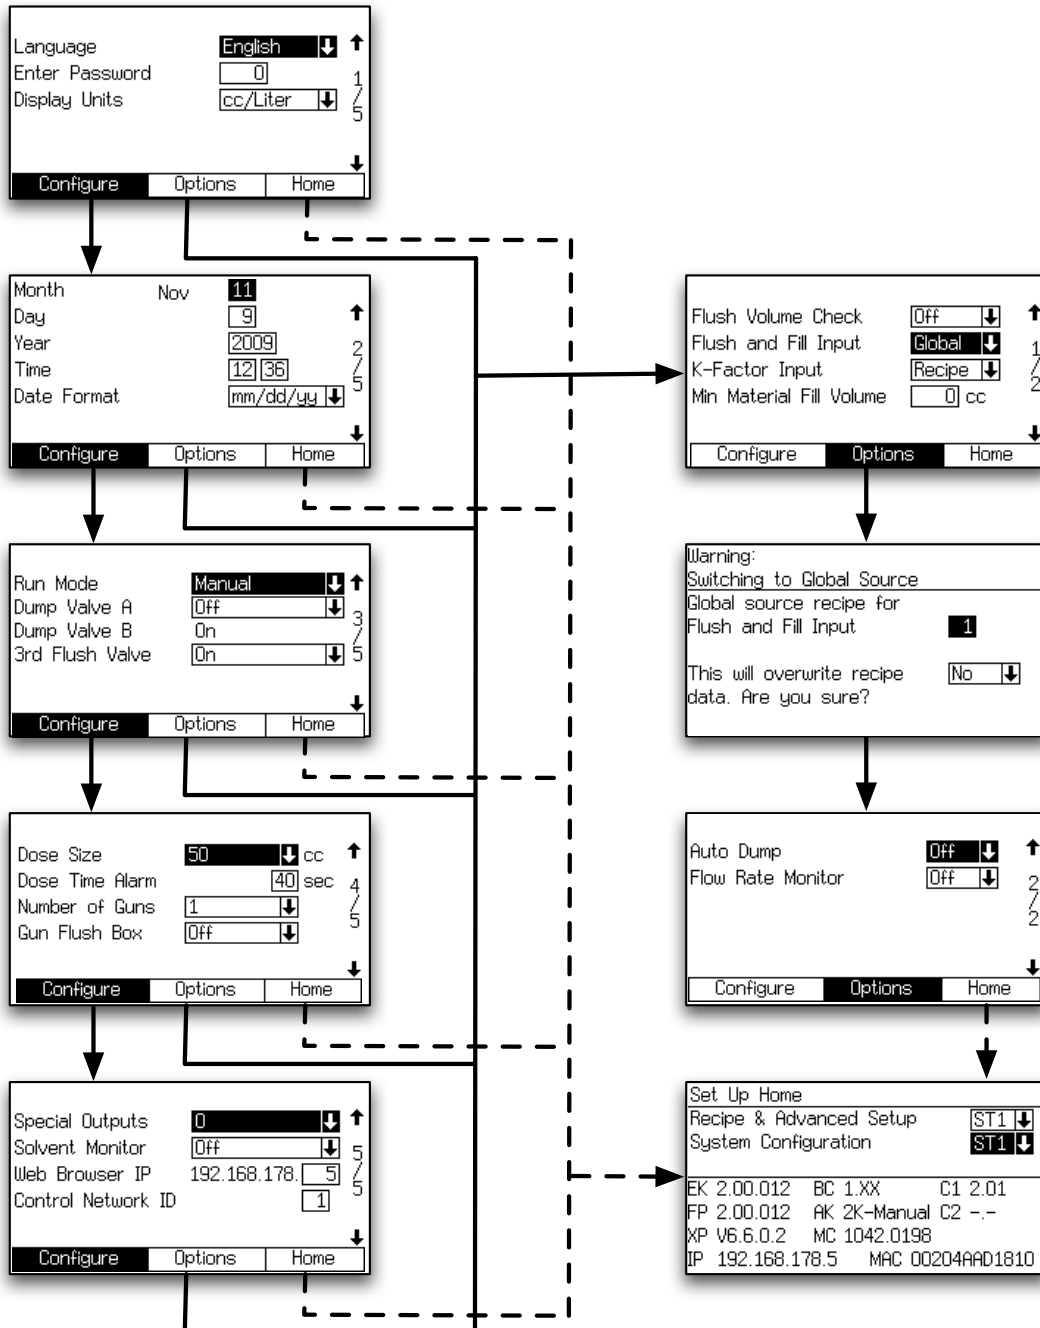 Language English
Enter Password 0
Display Units cc/Liter
1/5
Configure Options Home
Month Nov 11
Day 9
Year 2009
Time 12 36
Date Format mm/dd/yy
2/5
Configure Options Home
Run Mode Manual
Dump Valve A Off
Dump Valve B On
3rd Flush Valve On
3/5
Configure Options Home
Dose Size 50 cc
Dose Time Alarm 40 sec
Number of Guns 1
Gun Flush Box Off
4/5
Configure Options Home
Special Outputs 0
Solvent Monitor Off
Web Browser IP 192.168.178. 5
Control Network ID 1
5/5
Configure Options Home
Flush Volume Check Off
Flush and Fill Input Global
K-Factor Input Recipe
Min Material Fill Volume 0 cc
1/2
Configure Options Home
Warning:
Switching to Global Source
Global source recipe for
Flush and Fill Input 1
This will overwrite recipe No
data. Are you sure?
Auto Dump Off
Flow Rate Monitor Off
2/2
Configure Options Home
Set Up Home
Recipe & Advanced Setup ST1
System Configuration ST1
EK 2.00.012 BC 1.XX C1 2.01
FP 2.00.012 AK 2K-Manual C2 -.-
XP V6.6.0.2 MC 1042.0198
IP 192.168.178.5 MAC 00204AAD1810